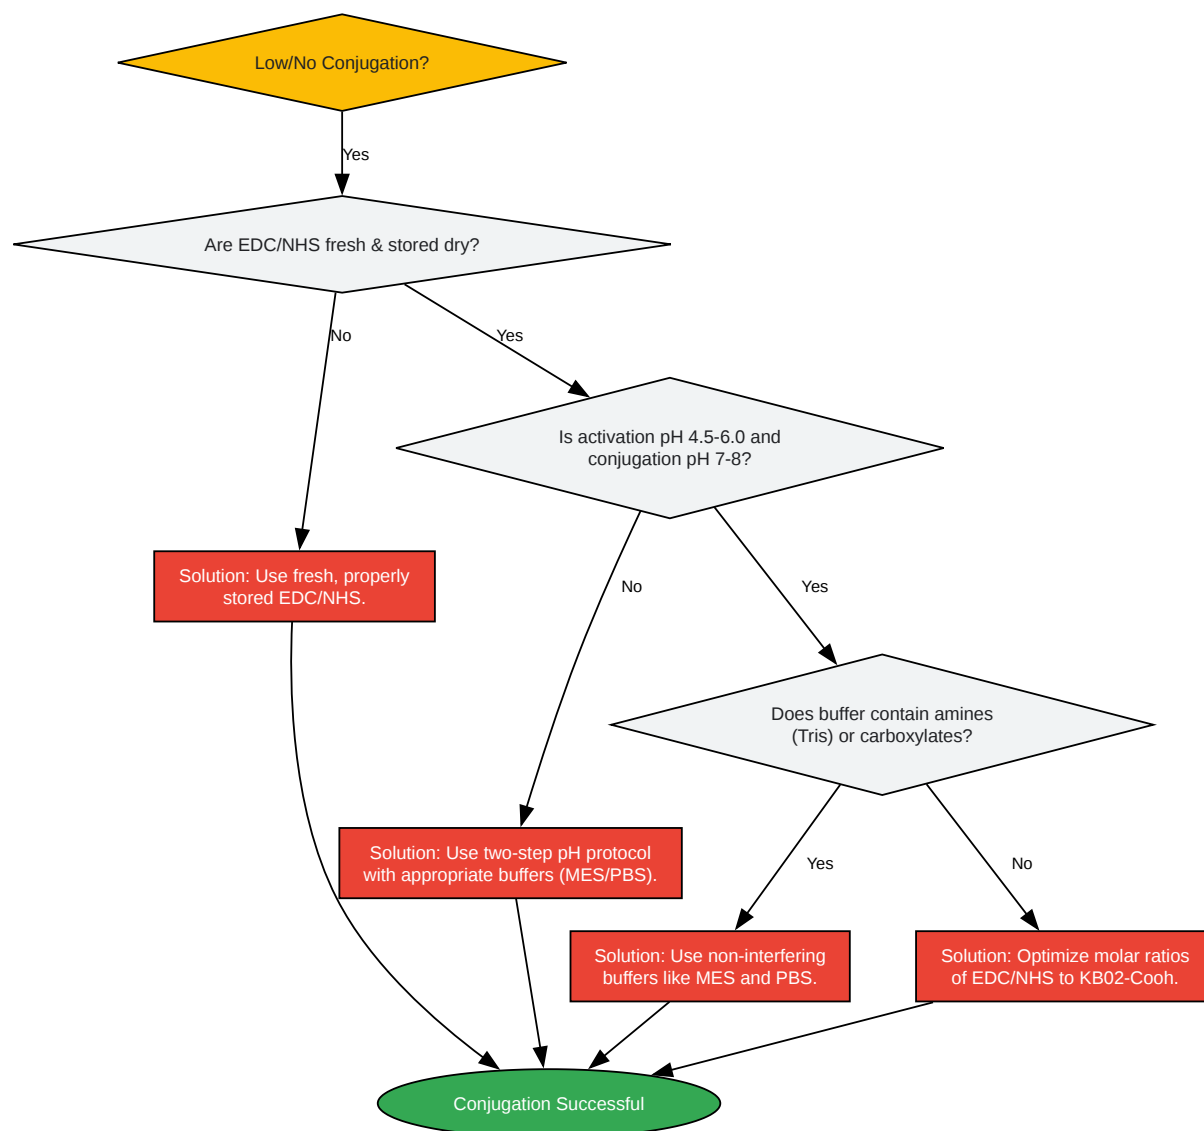 Low/No Conjugation?
Yes
Are EDC/NHS fresh & stored dry?
No
Yes
Is activation pH 4.5-6.0 and
conjugation pH 7-8?
Solution: Use fresh, properly
stored EDC/NHS.
No
Yes
Does buffer contain amines
(Tris) or carboxylates?
Solution: Use two-step pH protocol
with appropriate buffers (MES/PBS).
Yes
No
Solution: Use non-interfering
buffers like MES and PBS.
Solution: Optimize molar ratios
of EDC/NHS to KB02-Cooh.
Conjugation Successful